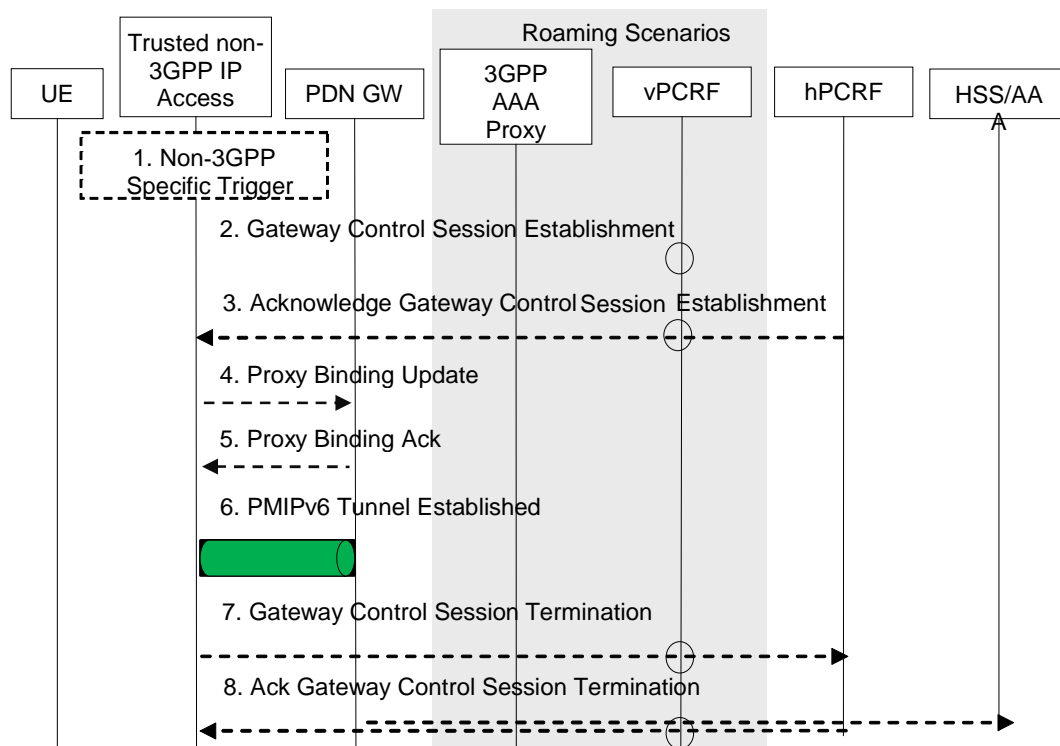 Roaming Scenarios
Trusted non-
3GPP IP
Access
UE
PDN GW
3GPP
AAA
Proxy
vPCRF
hPCRF
HSS/AA
A
1. Non-3GPP
Specific Trigger
2. Gateway Control Session Establishment
3. Acknowledge Gateway Control Session Establishment
4. Proxy Binding Update
5. Proxy Binding Ack
6. PMIPv6 Tunnel Established
7. Gateway Control Session Termination
8. Ack Gateway Control Session Termination